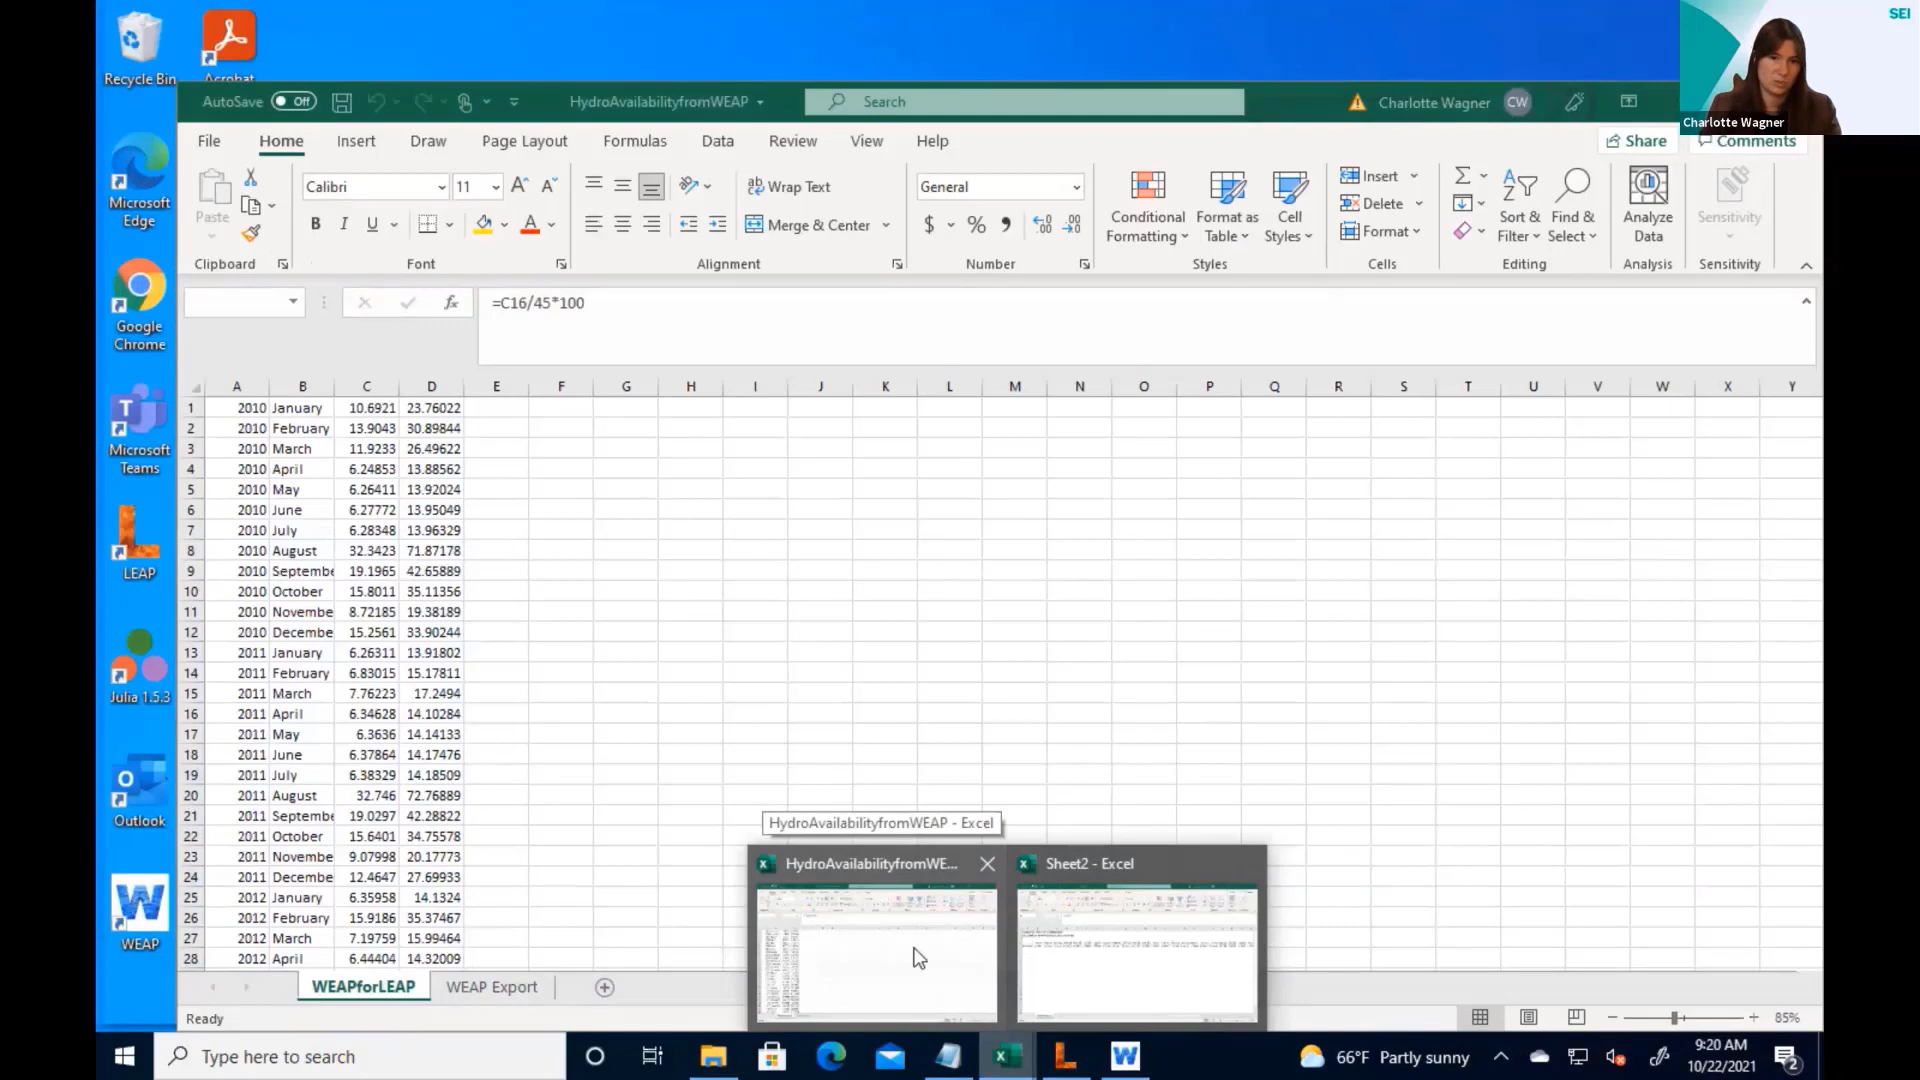 SEI
Charlotte Wagner
Recycle Bin
Acrobat
Microsoft Edge
Google Chrome
Microsoft Teams
LEAP
Julia 1.5.3
Outlook
WEAP
AutoSave Off
HydroAvailabilityfromWEAP
Search
Charlotte Wagner CW
File Home Insert Draw Page Layout Formulas Data Review View Help
Share Comments
Paste
Calibri 11
Wrap Text
Merge & Center
General
Conditional Formatting
Format as Table
Cell Styles
Insert
Delete
Format
Sort & Filter
Find & Select
Analyze Data
Sensitivity
Clipboard Font Alignment Number Styles Cells Editing Analysis Sensitivity
=C16/45*100
A B C D E F G H I J K L M N O P Q R S T U V W X Y
1 2010 January 10.6921 23.76022
2 2010 February 13.9043 30.89844
3 2010 March 11.9233 26.49622
4 2010 April 6.24853 13.88562
5 2010 May 6.26411 13.92024
6 2010 June 6.27772 13.95049
7 2010 July 6.28348 13.96329
8 2010 August 32.3423 71.87178
9 2010 Septembe 19.1965 42.65889
10 2010 October 15.8011 35.11356
11 2010 Novembe 8.72185 19.38189
12 2010 Decembe 15.2561 33.90244
13 2011 January 6.26311 13.91802
14 2011 February 6.83015 15.17811
15 2011 March 7.76223 17.2494
16 2011 April 6.34628 14.10284
17 2011 May 6.3636 14.14133
18 2011 June 6.37864 14.17476
19 2011 July 6.38329 14.18509
20 2011 August 32.746 72.76889
21 2011 Septembe 19.0297 42.28822
22 2011 October 15.6401 34.75578
23 2011 Novembe 9.07998 20.17773
24 2011 Decembe 12.4647 27.69933
25 2012 January 6.35958 14.1324
26 2012 February 15.9186 35.37467
27 2012 March 7.19759 15.99464
28 2012 April 6.44404 14.32009
HydroAvailabilityfromWEAP - Excel
HydroAvailabilityfromWE...
Sheet2 - Excel
WEAPforLEAP WEAP Export
Ready
85%
Type here to search
66°F Partly sunny
9:20 AM
10/22/2021
2